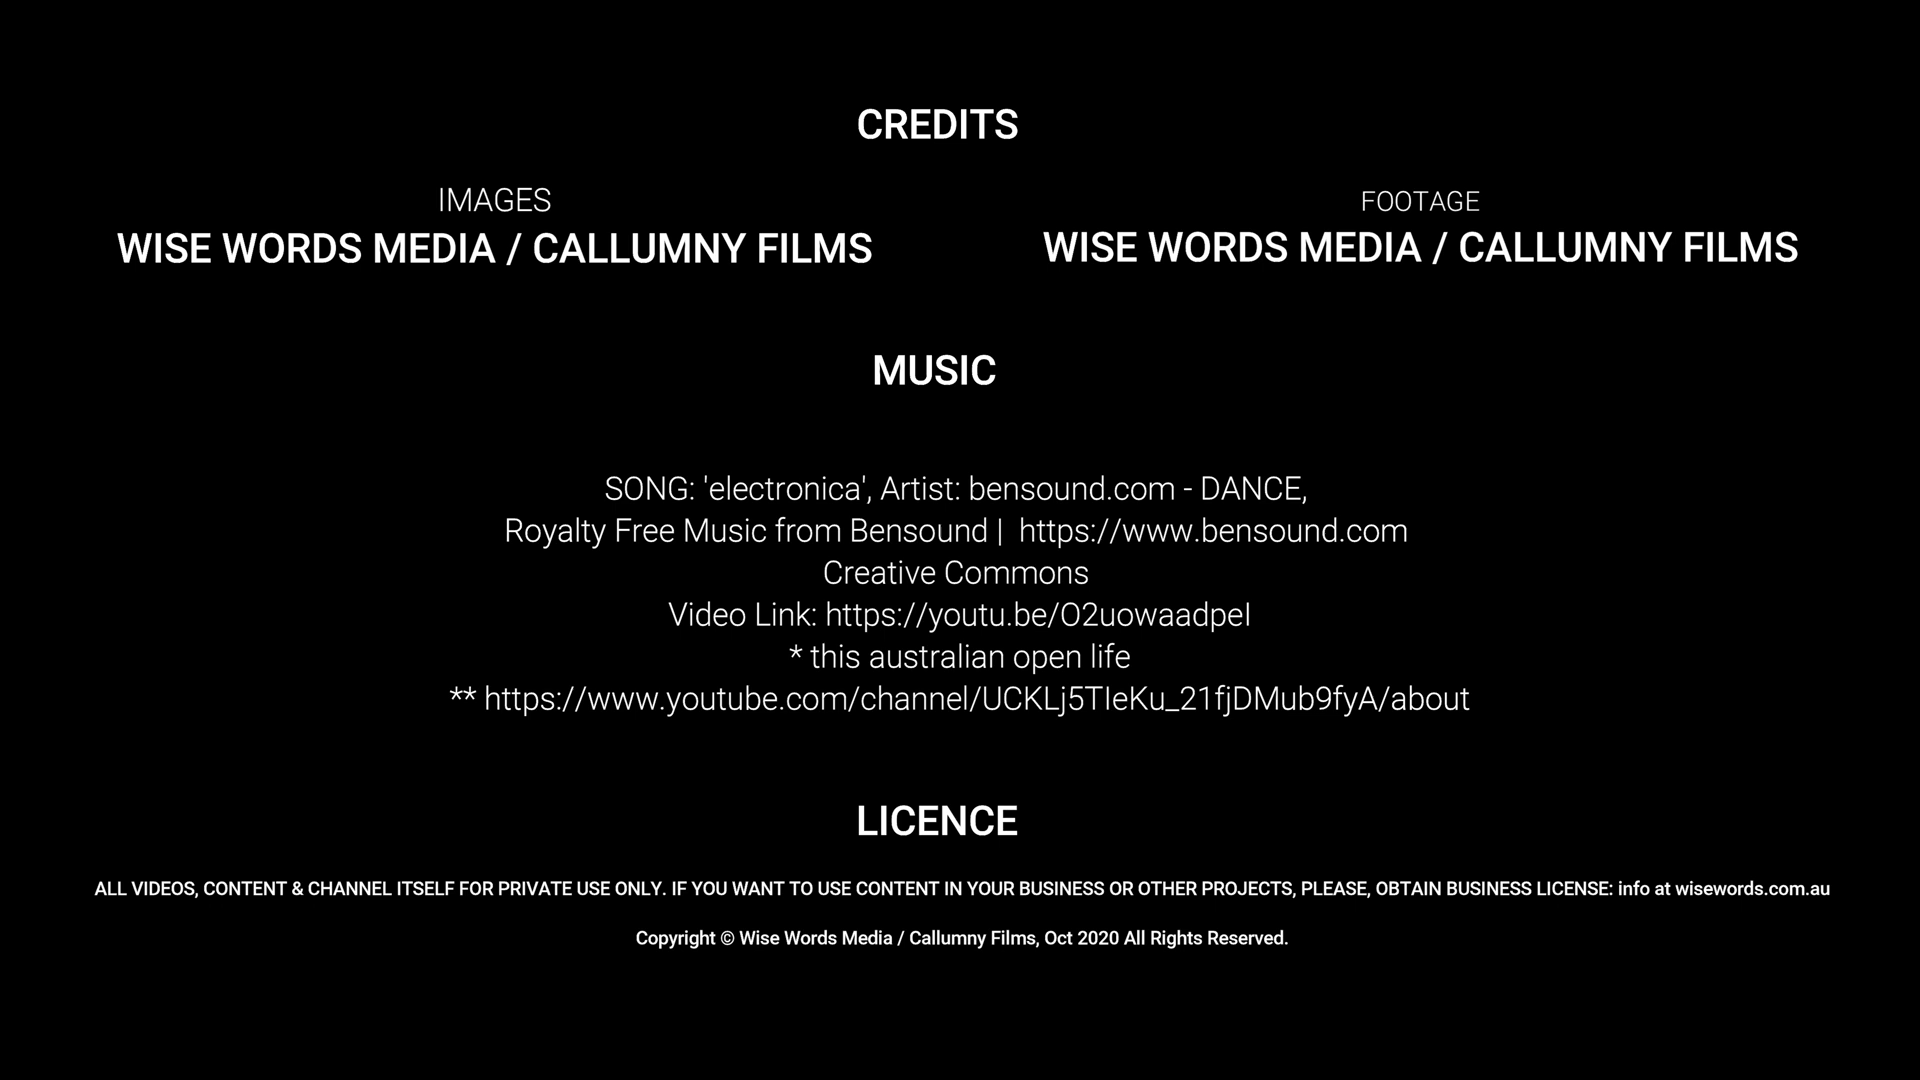 CREDITS
IMAGES
WISE WORDS MEDIA / CALLUMNY FILMS
FOOTAGE
WISE WORDS MEDIA / CALLUMNY FILMS
MUSIC
SONG: 'electronica', Artist: bensound.com - DANCE,
Royalty Free Music from Bensound | https://www.bensound.com
Creative Commons
Video Link: https://youtu.be/O2uowaadpeI
* this australian open life
** https://www.youtube.com/channel/UCKLj5TIeKu_21fjDMub9fyA/about
LICENCE
ALL VIDEOS, CONTENT & CHANNEL ITSELF FOR PRIVATE USE ONLY. IF YOU WANT TO USE CONTENT IN YOUR BUSINESS OR OTHER PROJECTS, PLEASE, OBTAIN BUSINESS LICENSE: info at wisewords.com.au
Copyright © Wise Words Media / Callumny Films, Oct 2020 All Rights Reserved.